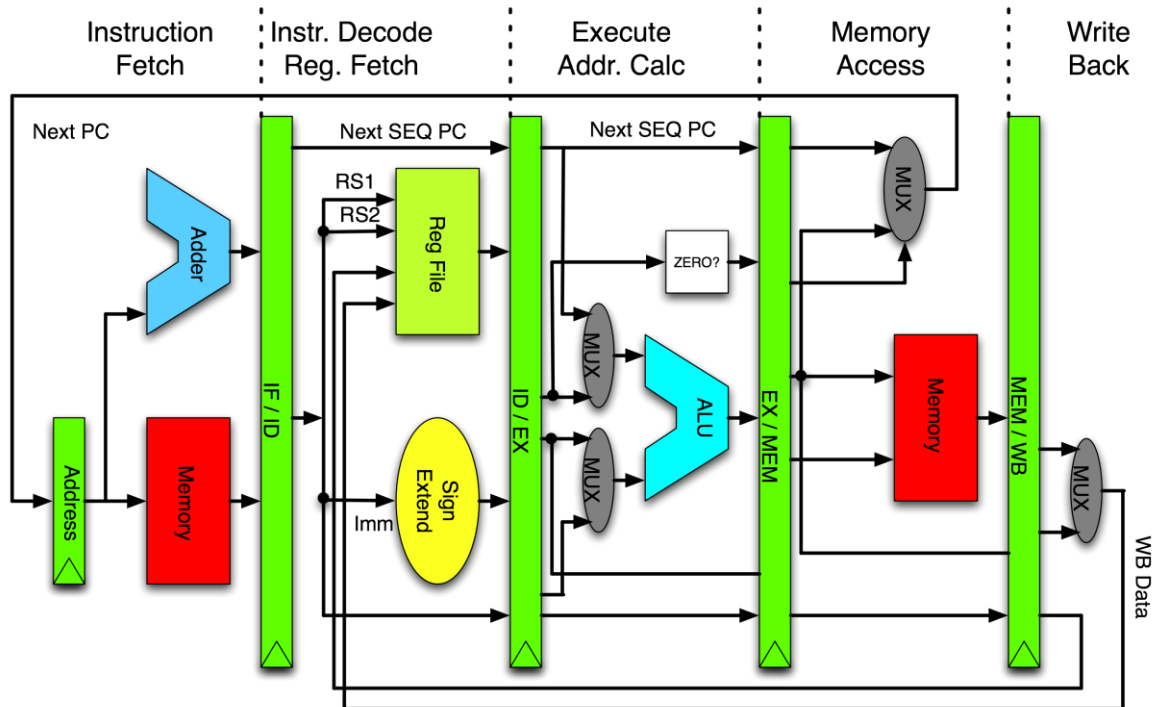 Instruction
Fetch
Instr. Decode
Reg. Fetch
Execute
Addr. Calc
Memory
Access
Write
Back
Next PC
Next SEQ PC
Next SEQ PC
RS1
RS2
Reg File
MUX
Adder
ZERO?
MUX
ALU
Memory
IF / ID
ID / EX
EX / MEM
MEM / WB
Address
Memory
Sign
Extend
Imm
MUX
MUX
WB Data